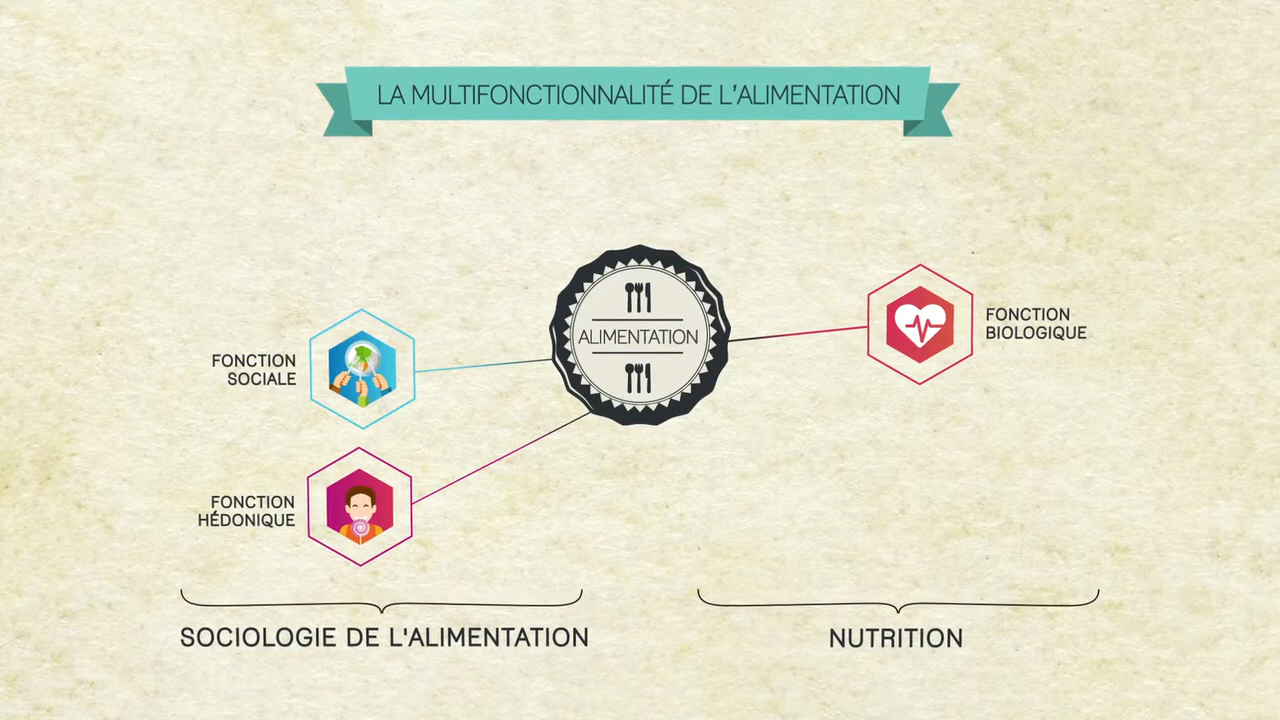 LA MULTIFONCTIONNALITÉ DE L'ALIMENTATION
ALIMENTATION
FONCTION
SOCIALE
FONCTION
HÉDONIQUE
FONCTION
BIOLOGIQUE
SOCIOLOGIE DE L'ALIMENTATION
NUTRITION